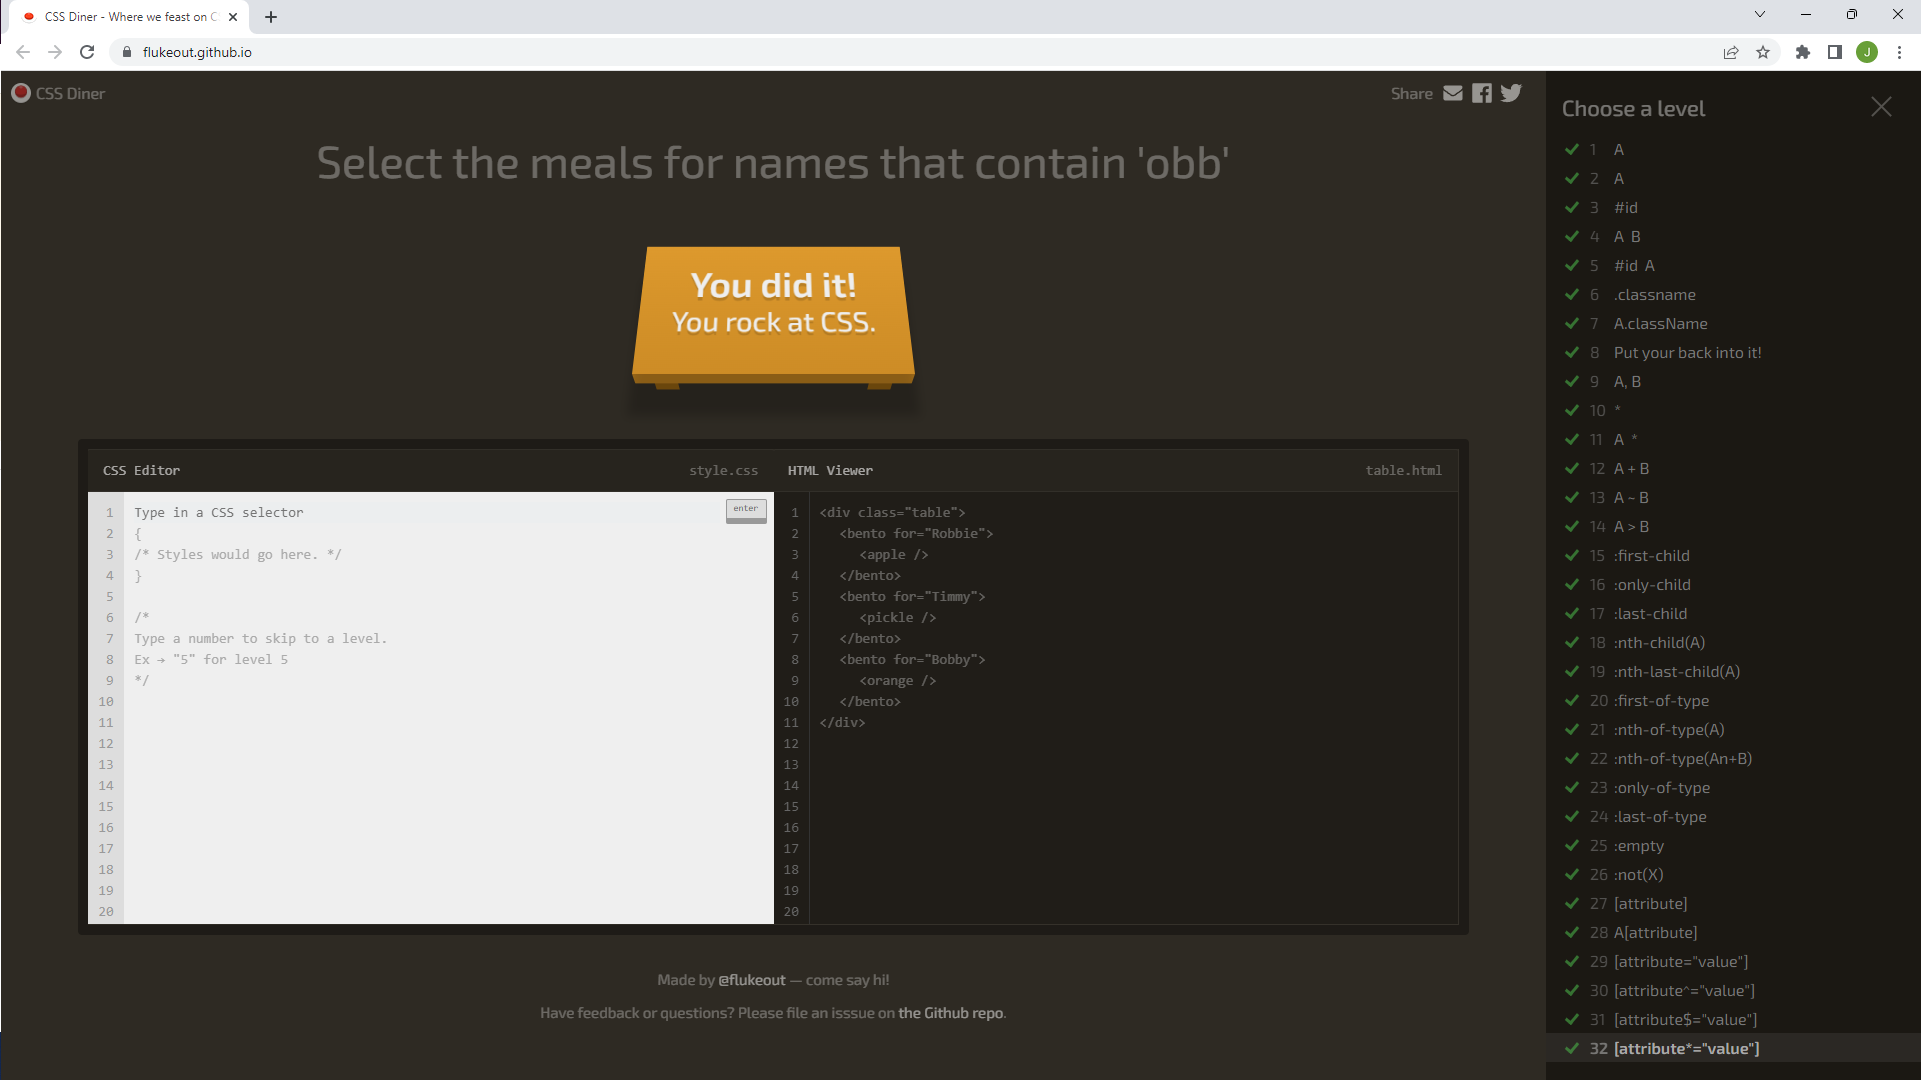 CSS Diner - Where we feast on C
flukeout.github.io
J
CSS Diner
Share
Select the meals for names that contain 'obb'
You did it!
You rock at CSS.
CSS Editor
style.css
1 Type in a CSS selector
enter
2 {
3 /* Styles would go here. */
4 }
5
6 /*
7 Type a number to skip to a level.
8 Ex → "5" for level 5
9 */
10
11
12
13
14
15
16
17
18
19
20
HTML Viewer
table.html
1 <div class="table">
2 <bento for="Robbie">
3 <apple />
4 </bento>
5 <bento for="Timmy">
6 <pickle />
7 </bento>
8 <bento for="Bobby">
9 <orange />
10 </bento>
11 </div>
12
13
14
15
16
17
18
19
20
Made by @flukeout — come say hi!
Have feedback or questions? Please file an isssue on the Github repo.
Choose a level
1 A
2 A
3 #id
4 A B
5 #id A
6 .classname
7 A.className
8 Put your back into it!
9 A, B
10 *
11 A *
12 A + B
13 A ~ B
14 A > B
15 :first-child
16 :only-child
17 :last-child
18 :nth-child(A)
19 :nth-last-child(A)
20 :first-of-type
21 :nth-of-type(A)
22 :nth-of-type(An+B)
23 :only-of-type
24 :last-of-type
25 :empty
26 :not(X)
27 [attribute]
28 A[attribute]
29 [attribute="value"]
30 [attribute^="value"]
31 [attribute$="value"]
32 [attribute*="value"]